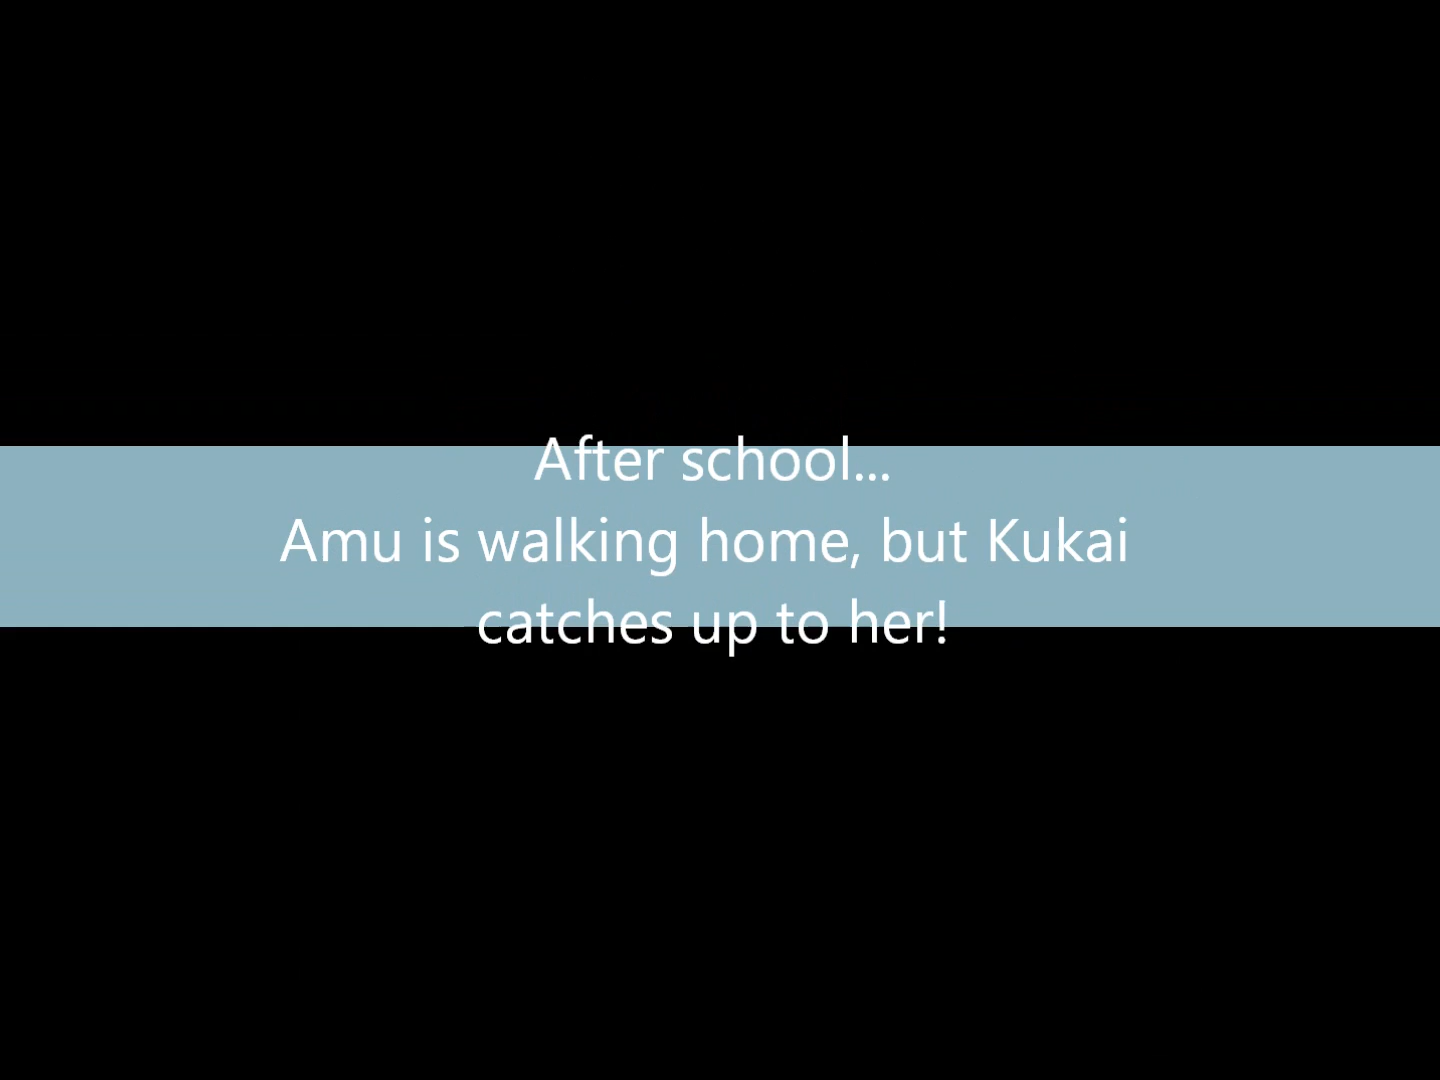 After school...
Amu is walking home, but Kukai
catches up to her!